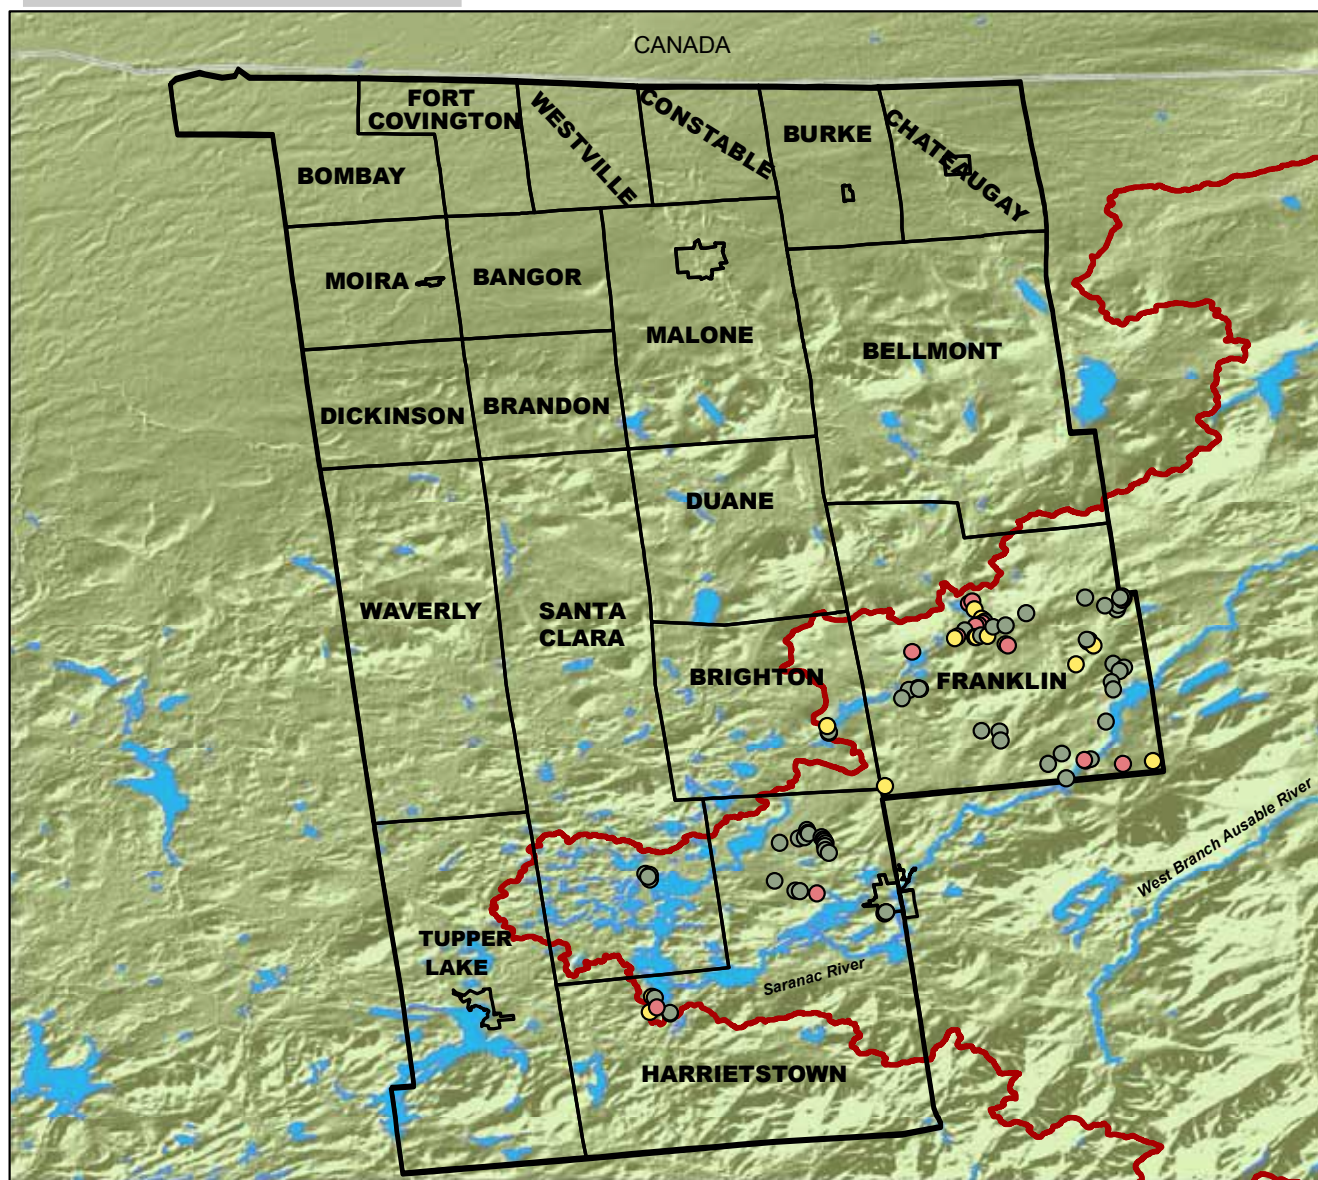 CANADA
FORT
COVINGTON
WESTVILLE
CONSTABLE
BURKE
CHATEAUGAY
BOMBAY
MOIRA
BANGOR
MALONE
BELLMONT
DICKINSON
BRANDON
DUANE
WAVERLY
SANTA
CLARA
BRIGHTON
FRANKLIN
West Branch Ausable River
TUPPER
LAKE
Saranac River
HARRIETSTOWN